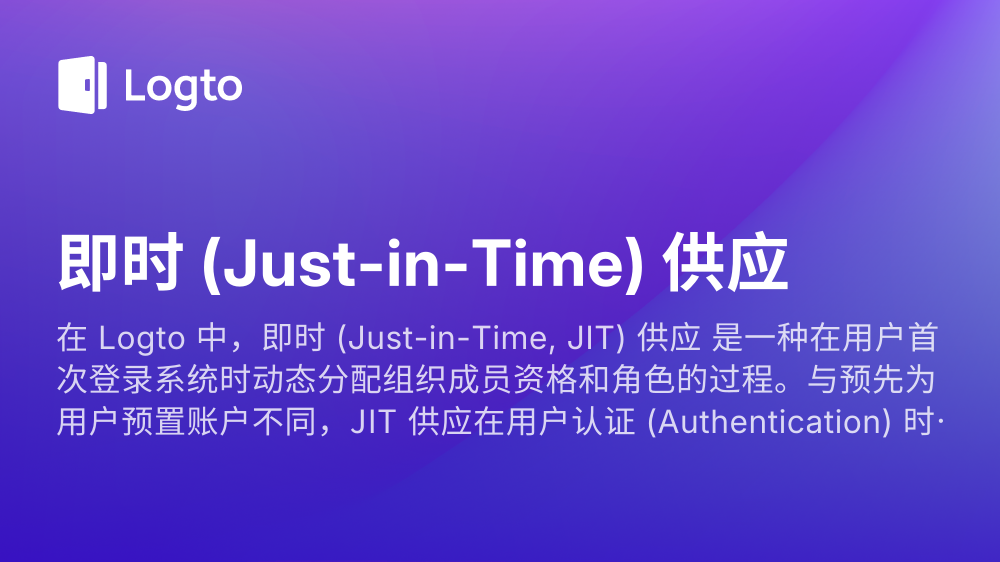 Logto
即时 (Just-in-Time) 供应
在 Logto 中，即时 (Just-in-Time, JIT) 供应 是一种在用户首
次登录系统时动态分配组织成员资格和角色的过程。与预先为
用户预置账户不同，JIT 供应在用户认证 (Authentication) 时·